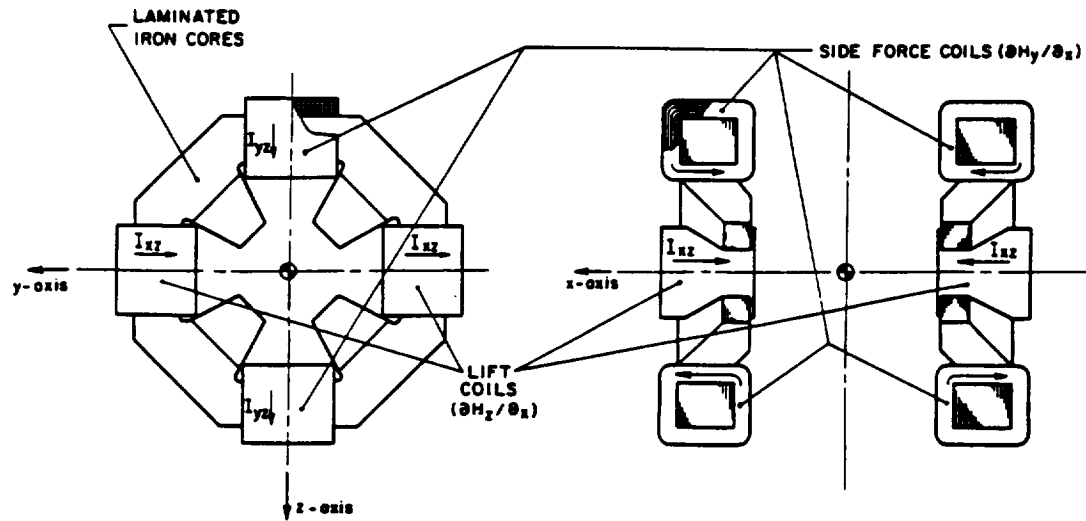 LAMINATED
IRON CORES
SIDE FORCE COILS (∂Hy/∂x)
Iyz
Ixz
Ixz
y-axis
Iyz
z-axis
LIFT
COILS
(∂Hz/∂x)
Ixz
Ixz
x-axis